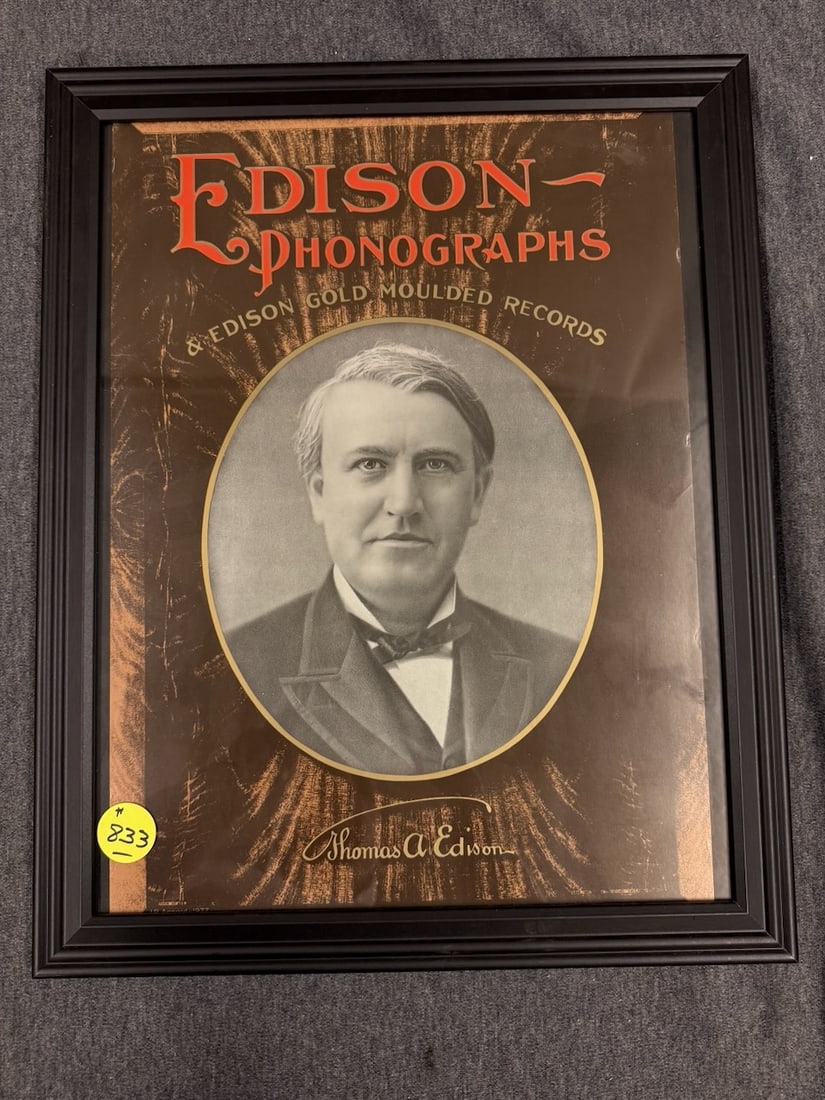 EDISON
PHONOGRAPHS
& EDISON GOLD MOULDED RECORDS
Thomas A Edison
#
833